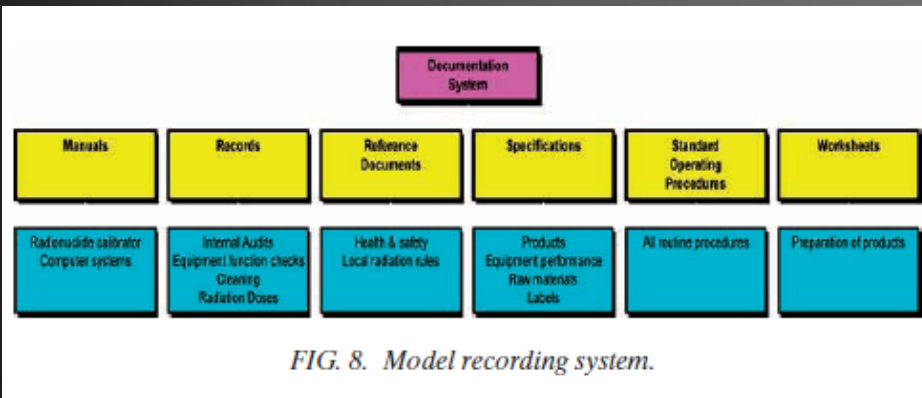 Documentation
System
Manuals
Records
Reference
Documents
Specifications
Standard
Operating
Procedures
Worksheets
Radionuclide calibrator
Computer systems
Internal Audits
Equipment function checks
Cleaning
Radiation Doses
Health & safety
Local radiation rules
Products
Equipment performance
Raw materials
Labels
All routine procedures
Preparation of products
FIG. 8. Model recording system.